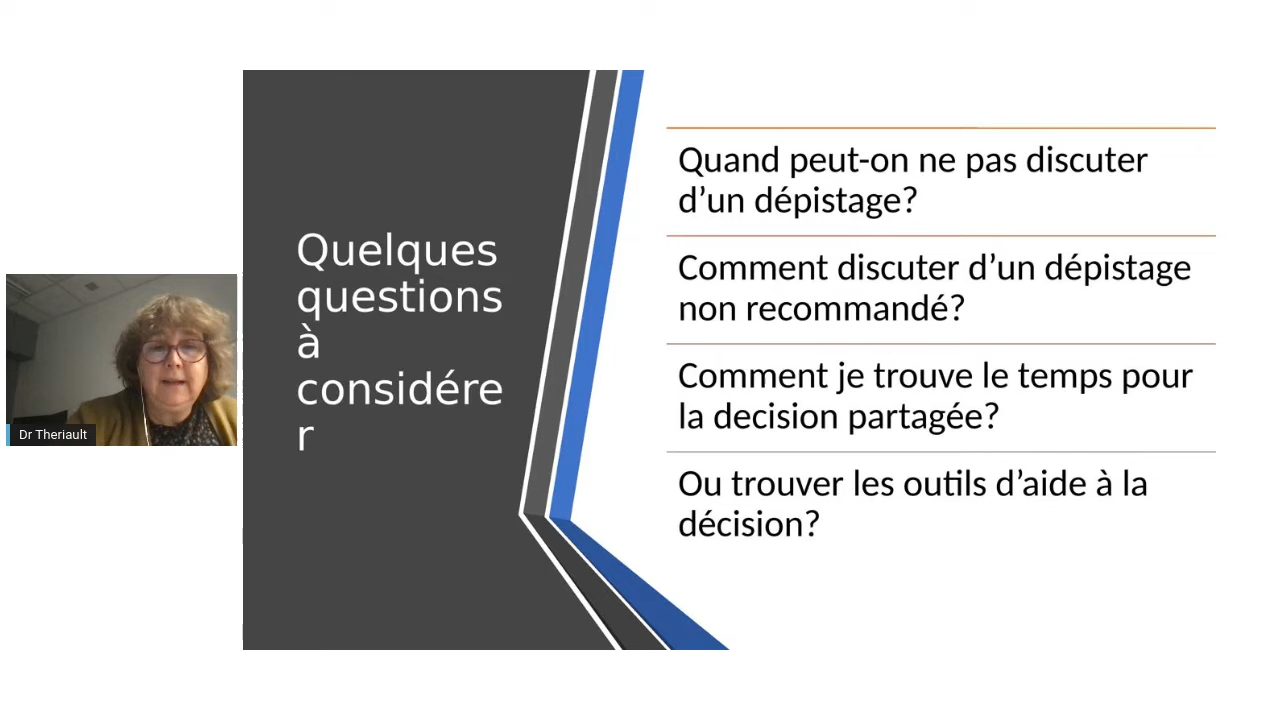 Quelques
questions
à
considére
r
Quand peut-on ne pas discuter
d’un dépistage?
Comment discuter d’un dépistage
non recommandé?
Comment je trouve le temps pour
la decision partagée?
Ou trouver les outils d’aide à la
décision?
Dr Theriault